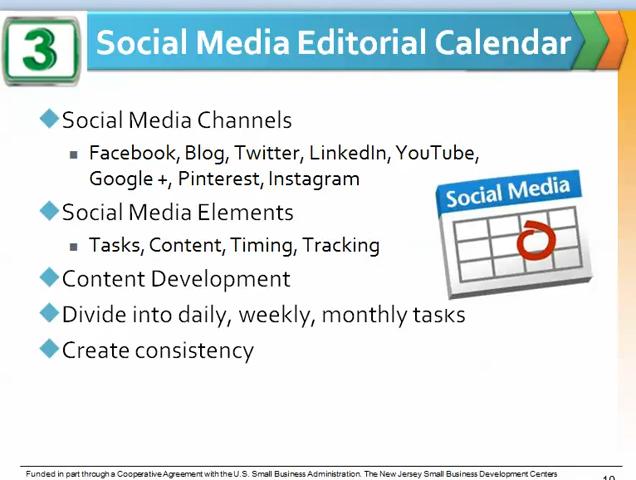 3
Social Media Editorial Calendar
Social Media Channels
Facebook, Blog, Twitter, LinkedIn, YouTube,
Google +, Pinterest, Instagram
Social Media
Social Media Elements
Tasks, Content, Timing, Tracking
Content Development
Divide into daily, weekly, monthly tasks
Create consistency
Funded in part through a Cooperative Agreement with the U.S. Small Business Administration. The New Jersey Small Business Development Centers